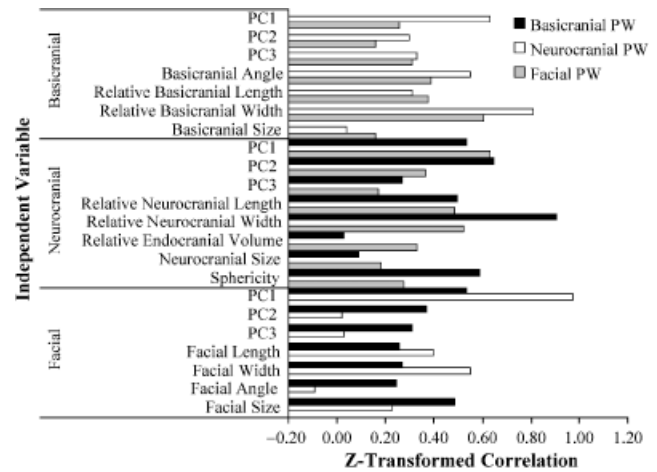 Independent Variable
Basicranial
PC1
PC2
PC3
Basicranial Angle
Relative Basicranial Length
Relative Basicranial Width
Basicranial Size
Neurocranial
PC1
PC2
PC3
Relative Neurocranial Length
Relative Neurocranial Width
Relative Endocranial Volume
Neurocranial Size
Sphericity
Facial
PC1
PC2
PC3
Facial Length
Facial Width
Facial Angle
Facial Size
Basicranial PW
Neurocranial PW
Facial PW
−0.20 0.00 0.20 0.40 0.60 0.80 1.00 1.20
Z-Transformed Correlation